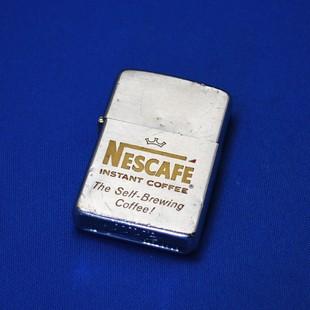 NESCAFÉ
INSTANT COFFEE®
The Self-Brewing
Coffee!